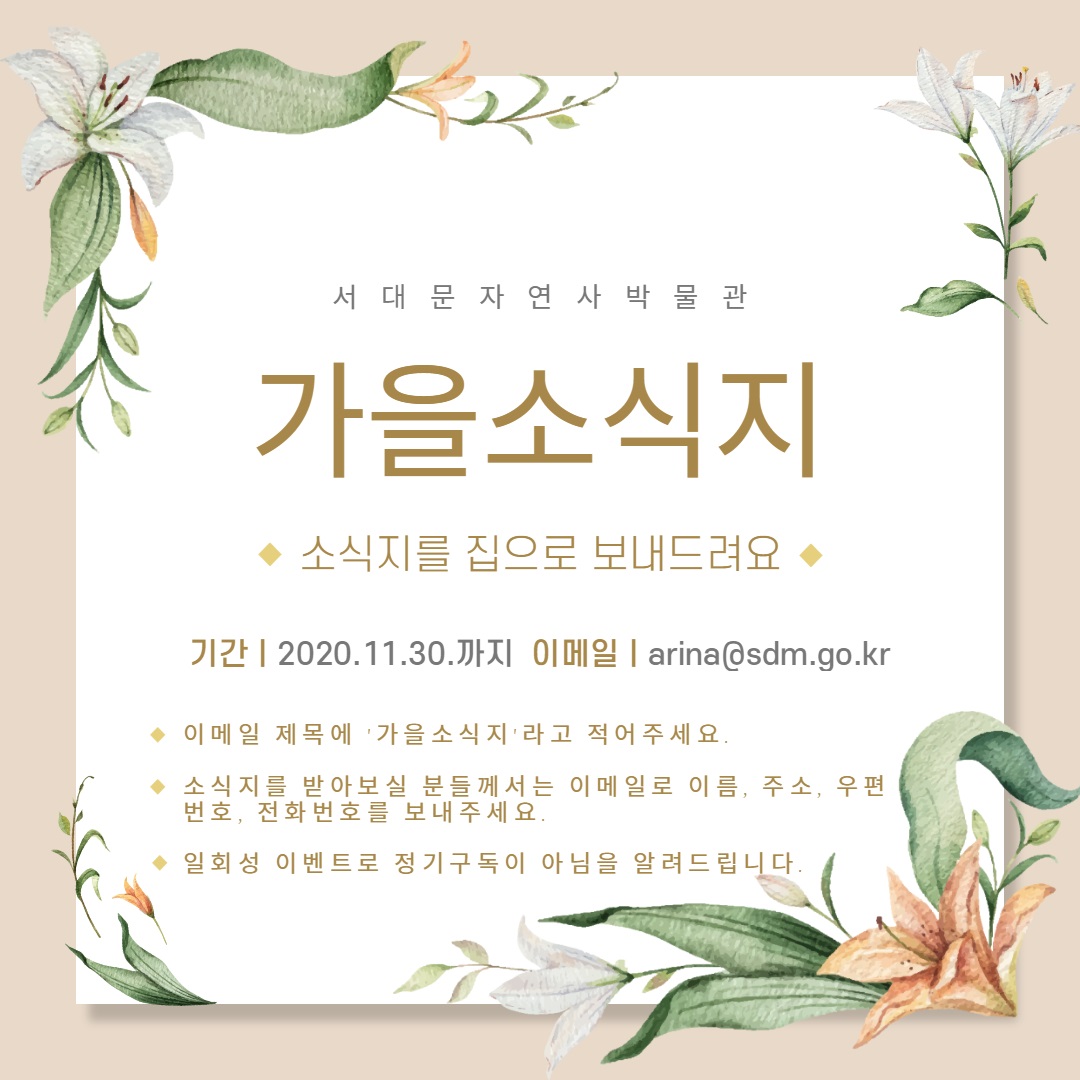 서대문자연사박물관
가을소식지
◆ 소식지를 집으로 보내드려요 ◆
기간 | 2020.11.30.까지 이메일 | arina@sdm.go.kr
◆ 이메일 제목에 '가을소식지'라고 적어주세요.
◆ 소식지를 받아보실 분들께서는 이메일로 이름, 주소, 우편
번호, 전화번호를 보내주세요.
◆ 일회성 이벤트로 정기구독이 아님을 알려드립니다.